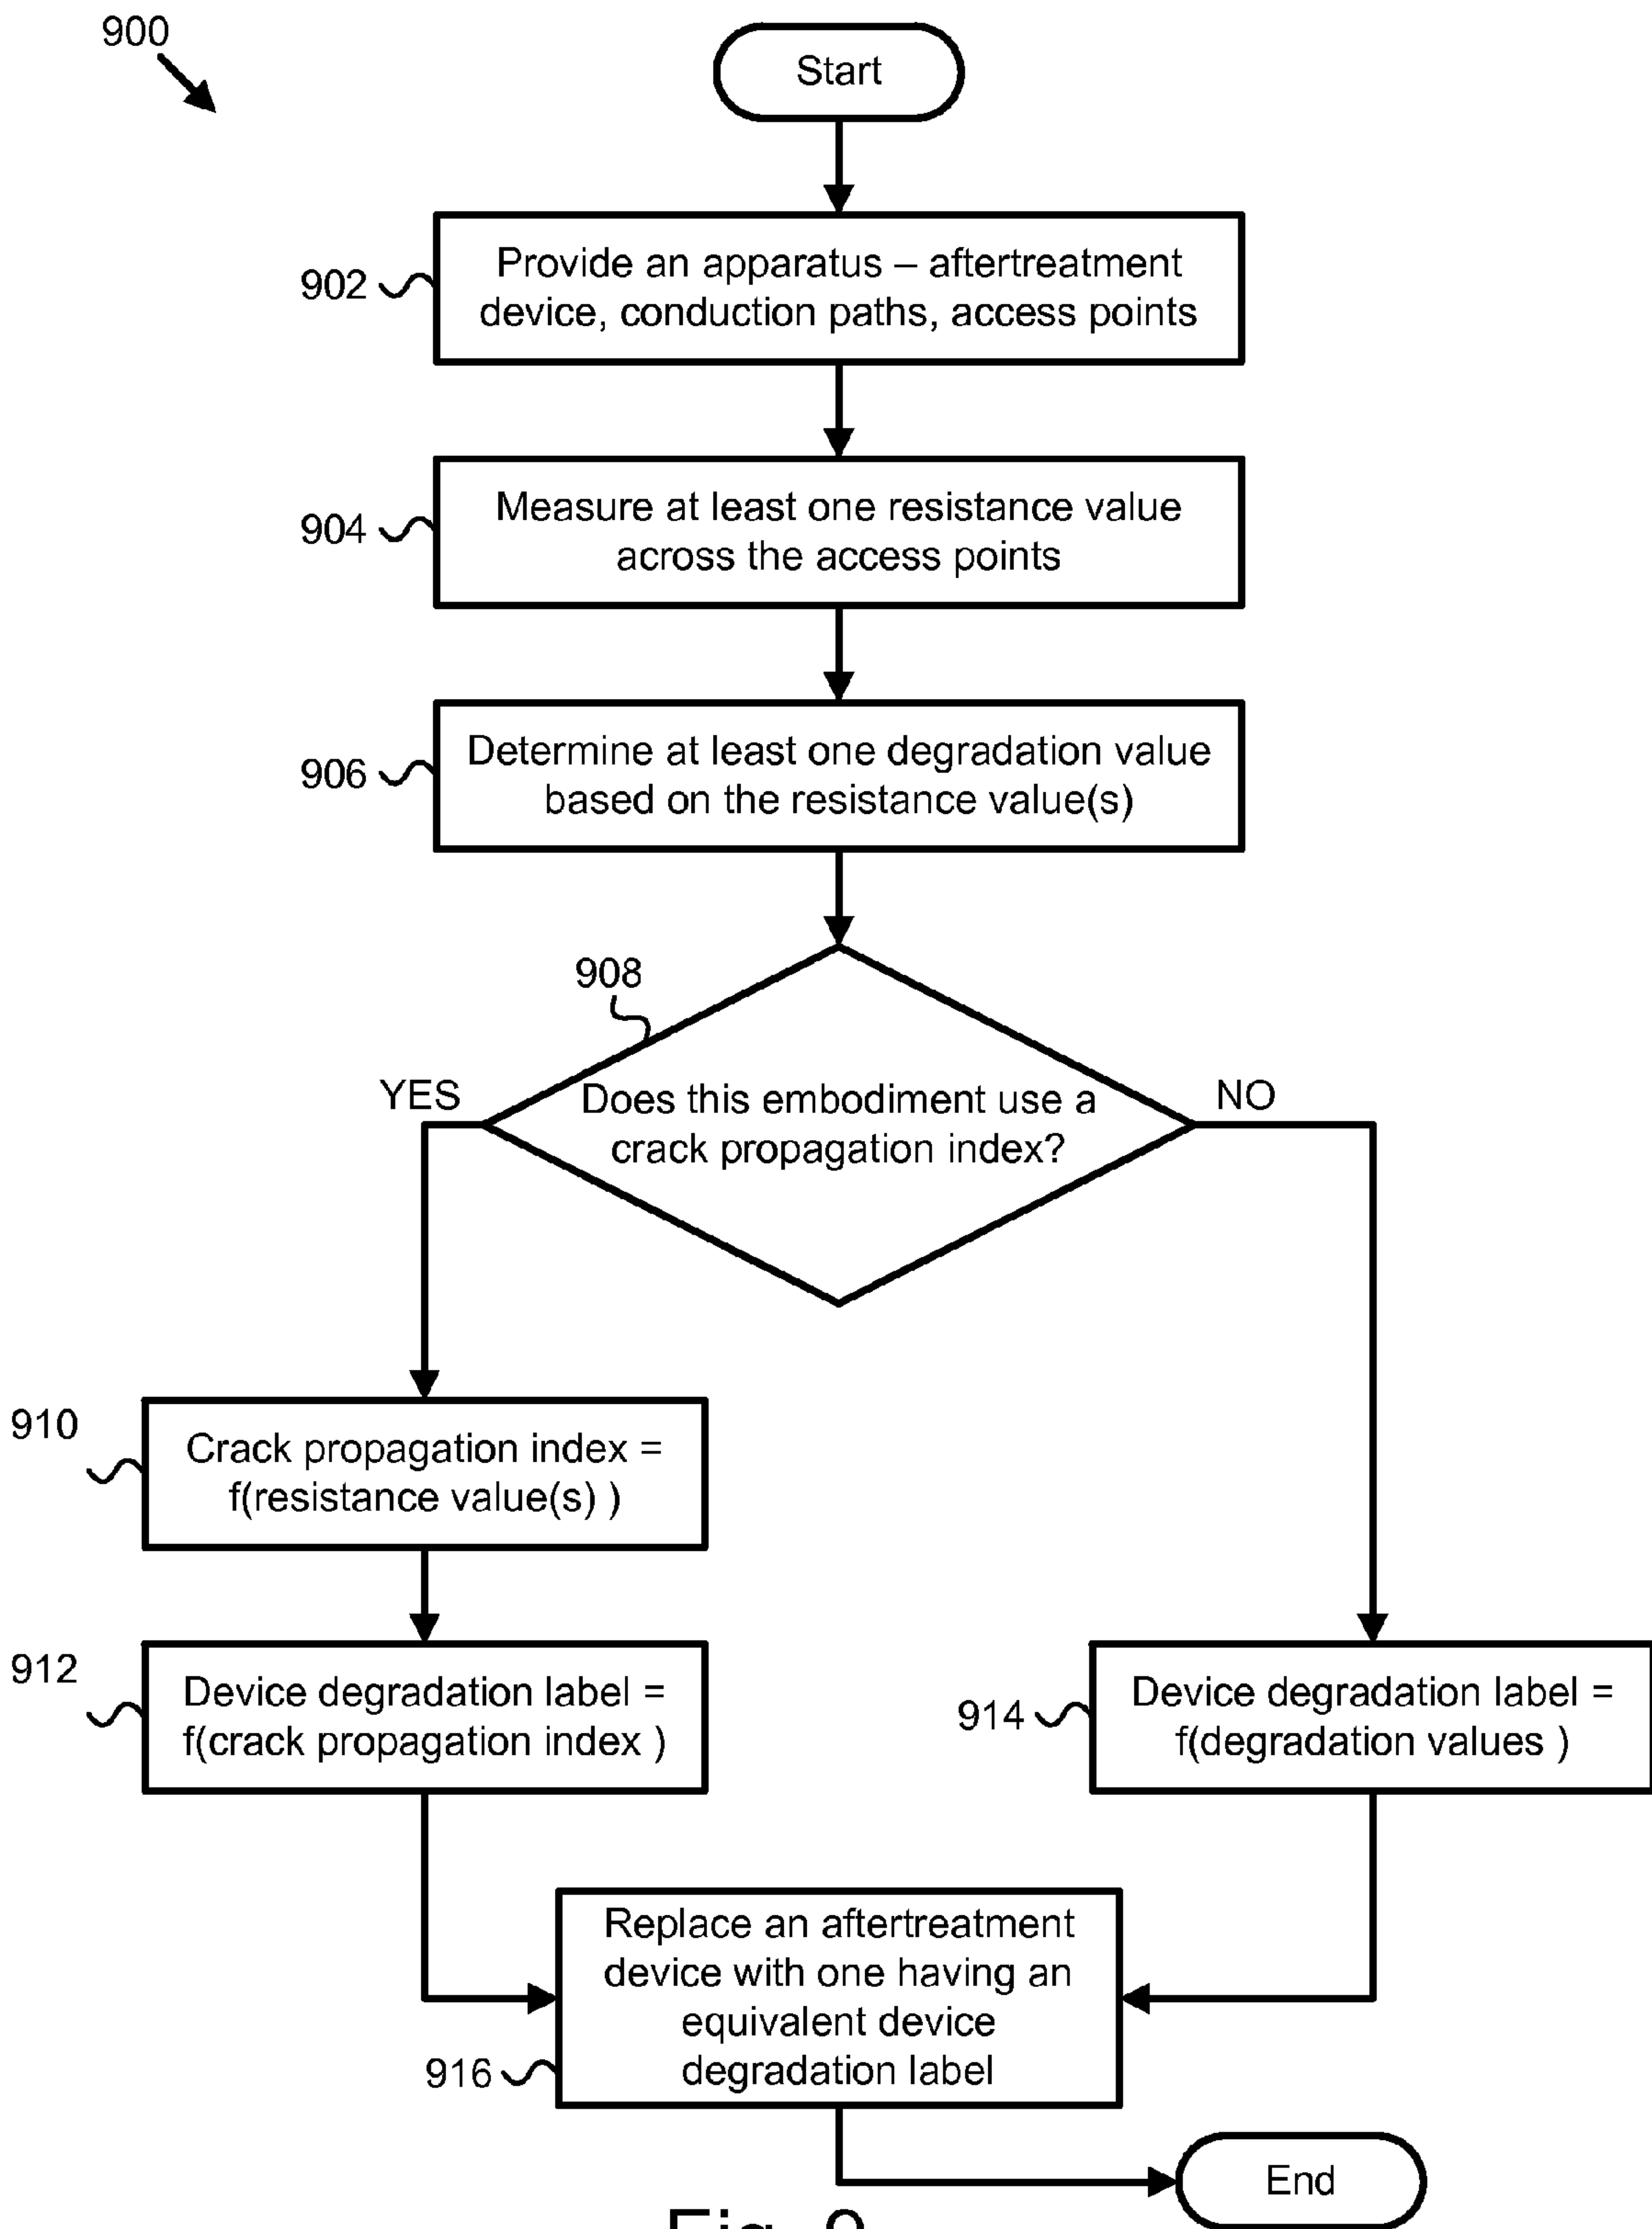 900
Start
902
Provide an apparatus – aftertreatment
device, conduction paths, access points
904
Measure at least one resistance value
across the access points
906
Determine at least one degradation value
based on the resistance value(s)
908
YES
Does this embodiment use a
crack propagation index?
NO
910
Crack propagation index =
f(resistance value(s) )
912
Device degradation label =
f(crack propagation index )
914
Device degradation label =
f(degradation values )
Replace an aftertreatment
device with one having an
equivalent device
degradation label
916
End
Fig. 9